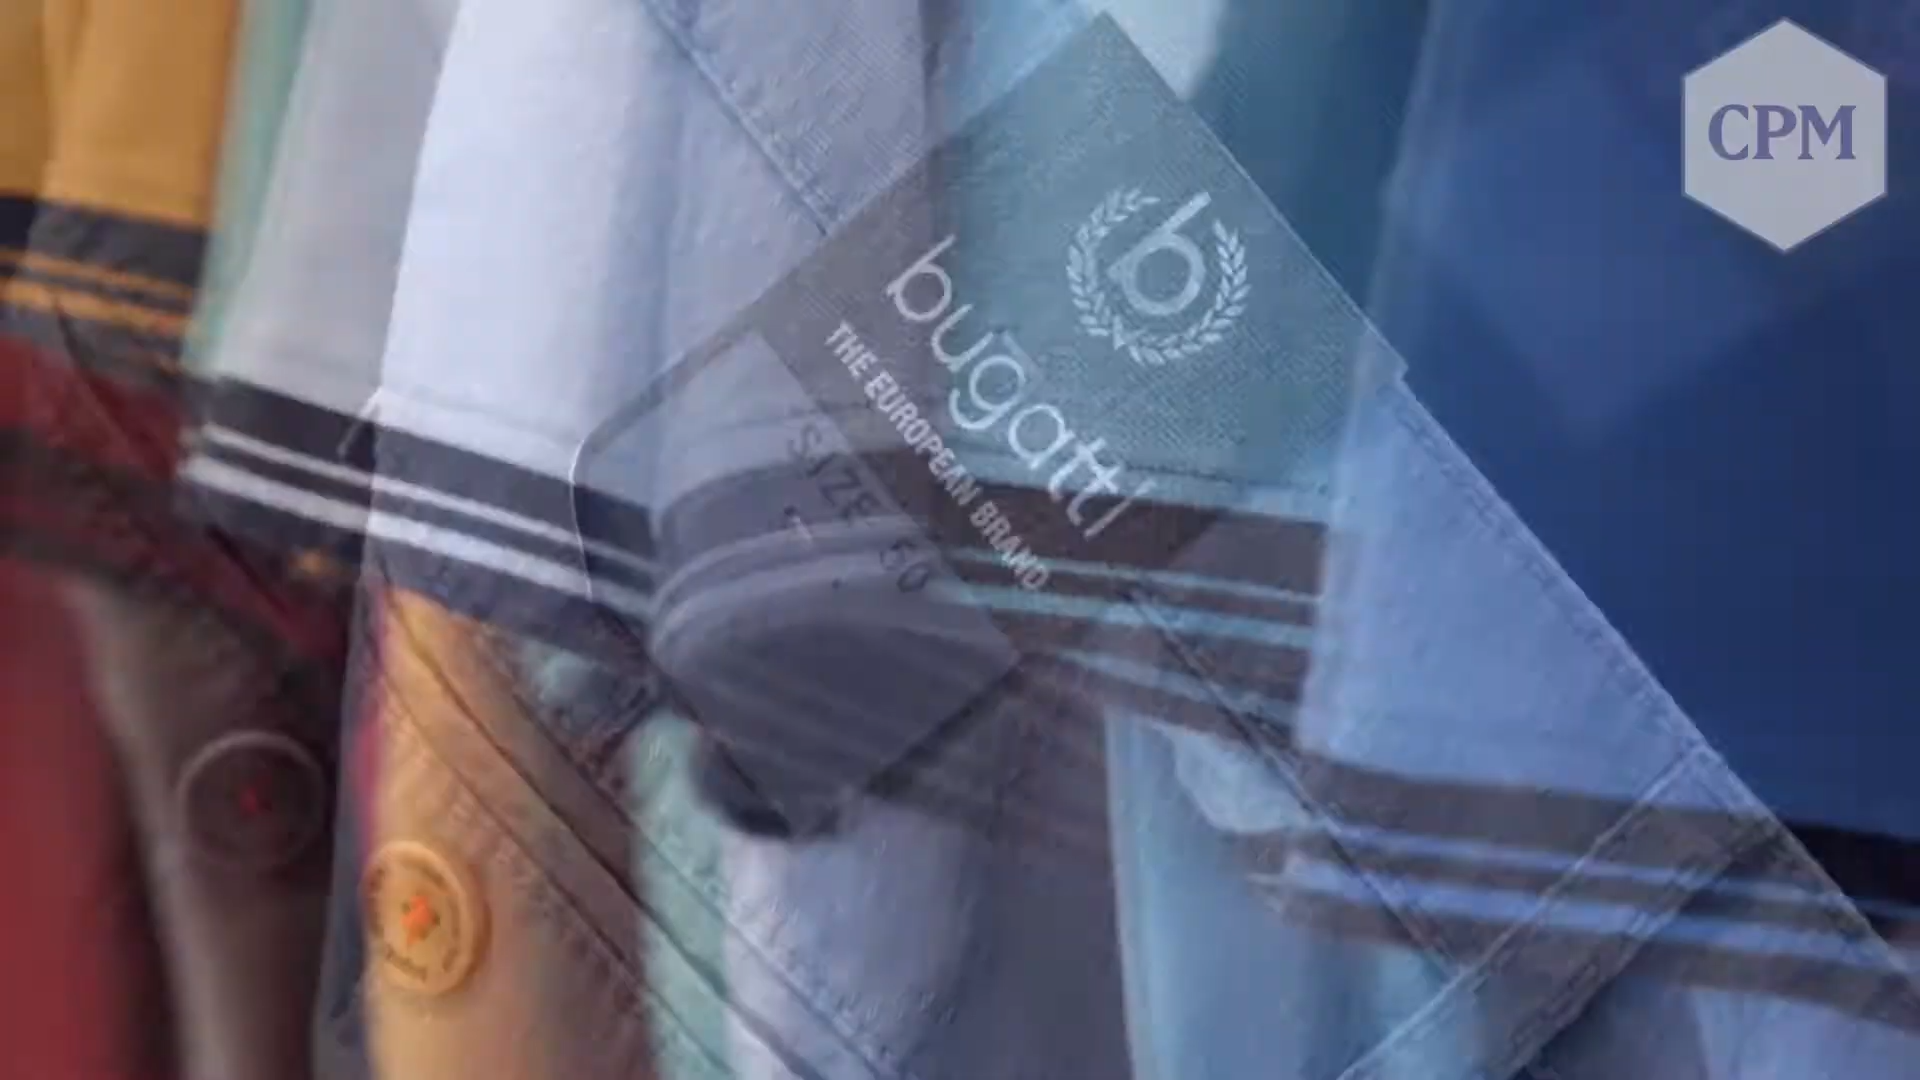 CPM
b
bugatti
THE EUROPEAN BRAND
SIZE 50